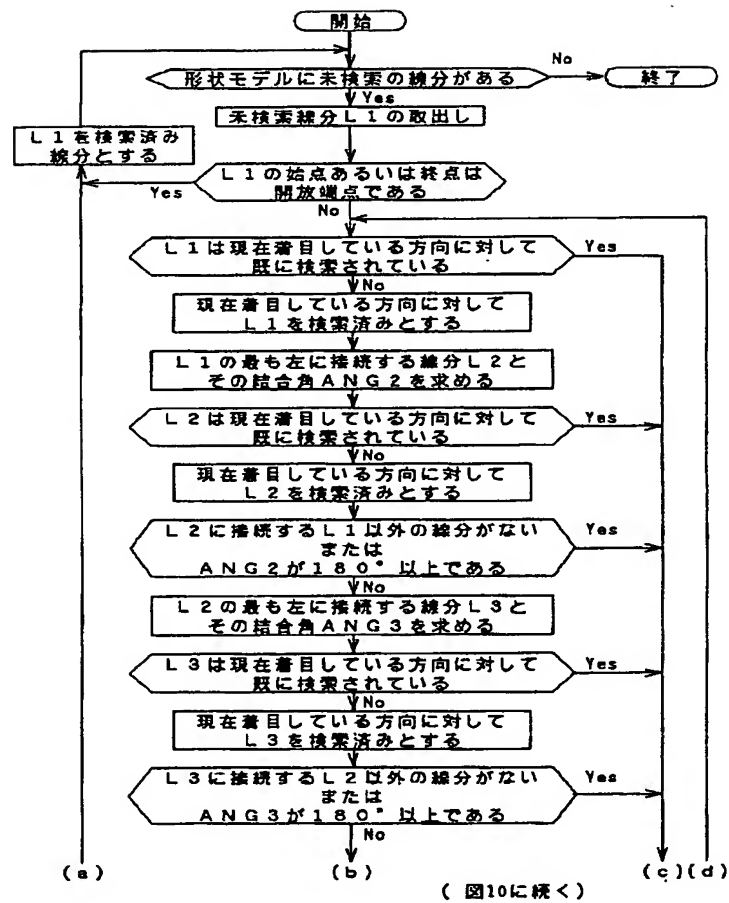 開始
形状モデルに未検索の線分がある
No
終了
Yes
未検索線分L1の取出し
L1を検索済み
線分とする
L1の始点あるいは終点は
開放端点である
Yes
No
L1は現在着目している方向に対して
既に検索されている
Yes
No
現在着目している方向に対して
L1を検索済みとする
L1の最も左に接続する線分L2と
その結合角ANG2を求める
L2は現在着目している方向に対して
既に検索されている
Yes
No
現在着目している方向に対して
L2を検索済みとする
L2に接続するL1以外の線分がない
または
ANG2が180°以上である
Yes
No
L2の最も左に接続する線分L3と
その結合角ANG3を求める
L3は現在着目している方向に対して
既に検索されている
Yes
No
現在着目している方向に対して
L3を検索済みとする
L3に接続するL2以外の線分がない
または
ANG3が180°以上である
Yes
No
(a) (b) (c)(d)
(図10に続く)